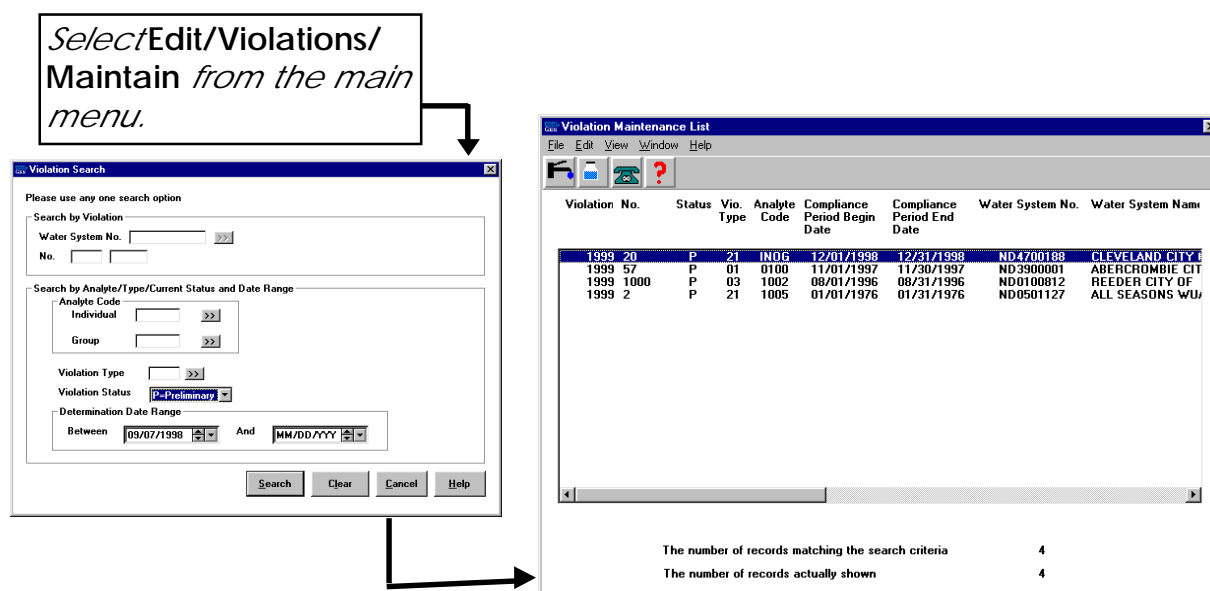 SelectEdit/Violations/
Maintain from the main
menu.
Violation Search
Please use any one search option
Search by Violation
Water System No. >>
No.
Search by Analyte/Type/Current Status and Date Range
Analyte Code
Individual >>
Group >>
Violation Type >>
Violation Status P=Preliminary
Determination Date Range
Between 09/07/1998 And MM/DD/YYY
Search Clear Cancel Help
Violation Maintenance List
File Edit View Window Help
Violation No. Status Vio. Analyte Compliance Compliance Water System No. Water System Name
Type Code Period Begin Period End
Date Date
1999 20 P 21 INOG 12/01/1998 12/31/1998 ND4700188 CLEVELAND CITY
1999 57 P 01 0100 11/01/1997 11/30/1997 ND3900001 ABERCROMBIE CIT
1999 1000 P 03 1002 08/01/1996 08/31/1996 ND0100812 REEDER CITY OF
1999 2 P 21 1005 01/01/1976 01/31/1976 ND0501127 ALL SEASONS WU
The number of records matching the search criteria 4
The number of records actually shown 4